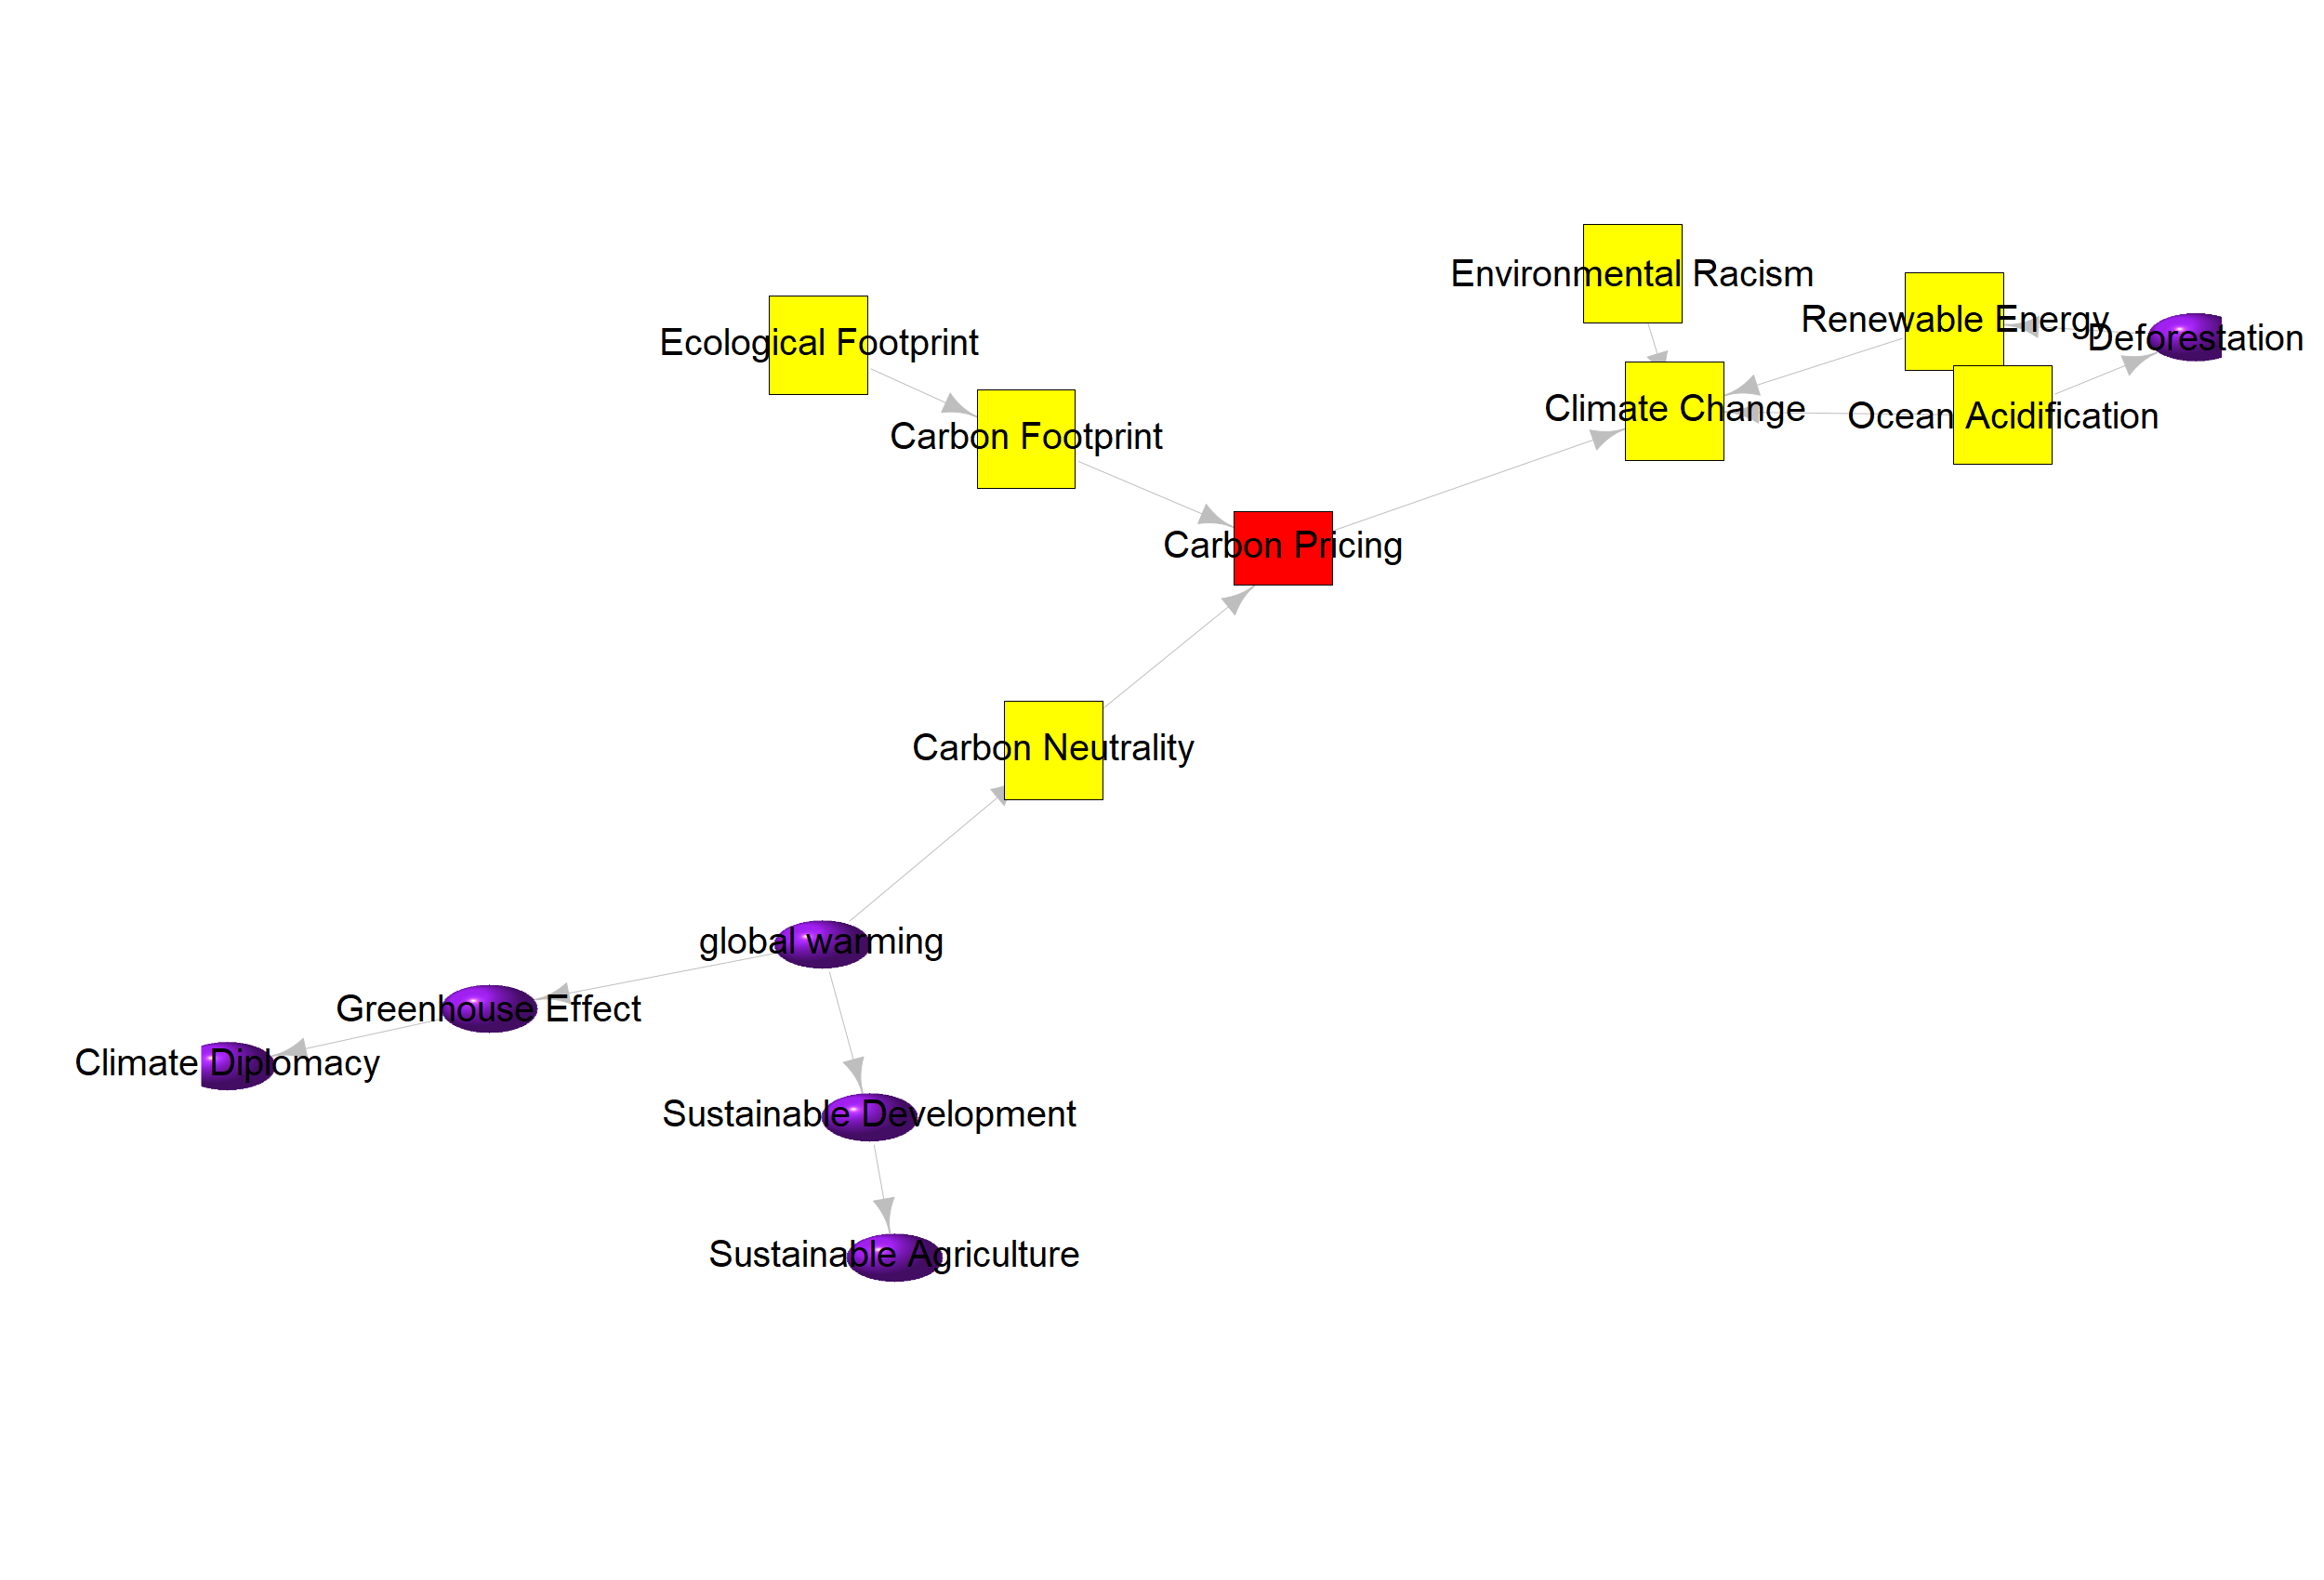 Environmental Racism
Renewable Energy
Deforestation
Ecological Footprint
Climate Change
Ocean Acidification
Carbon Footprint
Carbon Pricing
Carbon Neutrality
global warming
Greenhouse Effect
Climate Diplomacy
Sustainable Development
Sustainable Agriculture